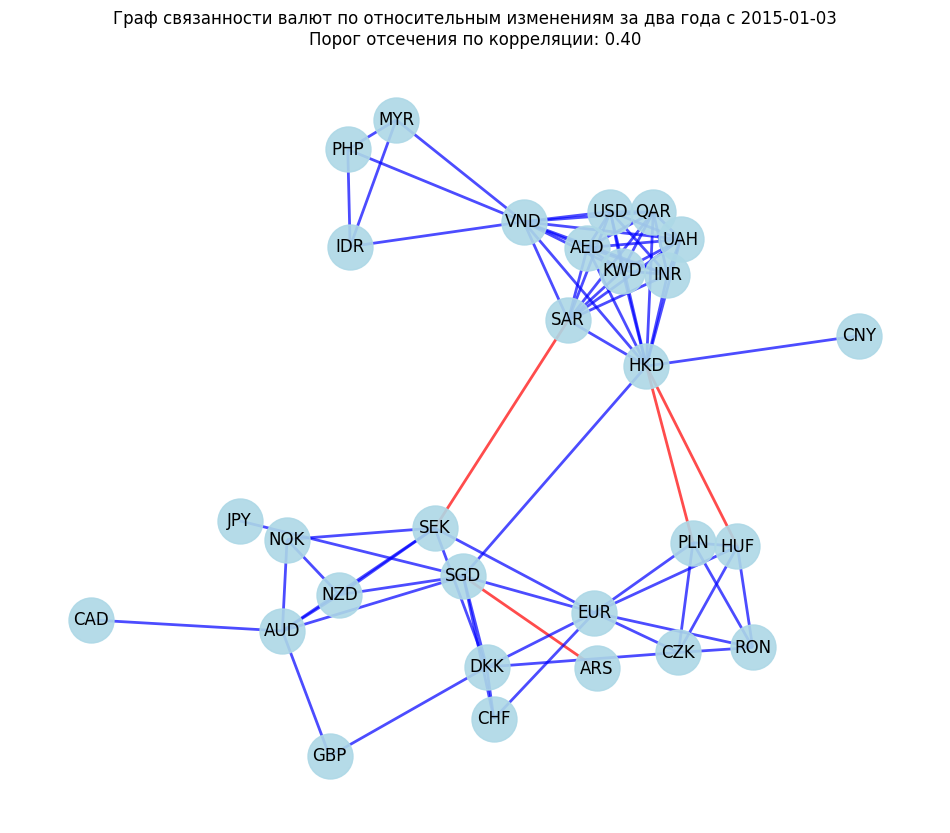 Граф связанности валют по относительным изменениям за два года с 2015-01-03
Порог отсечения по корреляции: 0.40
MYR
PHP
VND
USD
QAR
UAH
IDR
AED
KWD
INR
SAR
CNY
HKD
JPY
NOK
SEK
PLN
HUF
SGD
NZD
EUR
CAD
AUD
CZK
RON
DKK
ARS
CHF
GBP